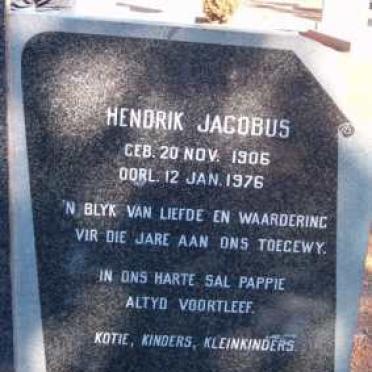 HENDRIK JACOBUS
GEB. 20 NOV. 1906
OORL. 12 JAN. 1976
'N BLYK VAN LIEFDE EN WAARDERING
VIR DIE JARE AAN ONS TOEGEWY.
IN ONS HARTE SAL PAPPIE
ALTYD VOORTLEEF.
KOTIE, KINDERS, KLEINKINDERS.